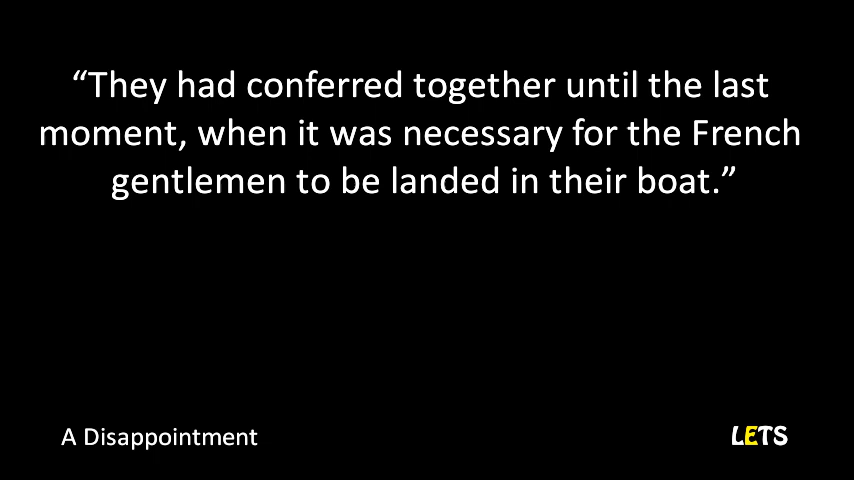 “They had conferred together until the last
moment, when it was necessary for the French
gentlemen to be landed in their boat.”
A Disappointment
LETS